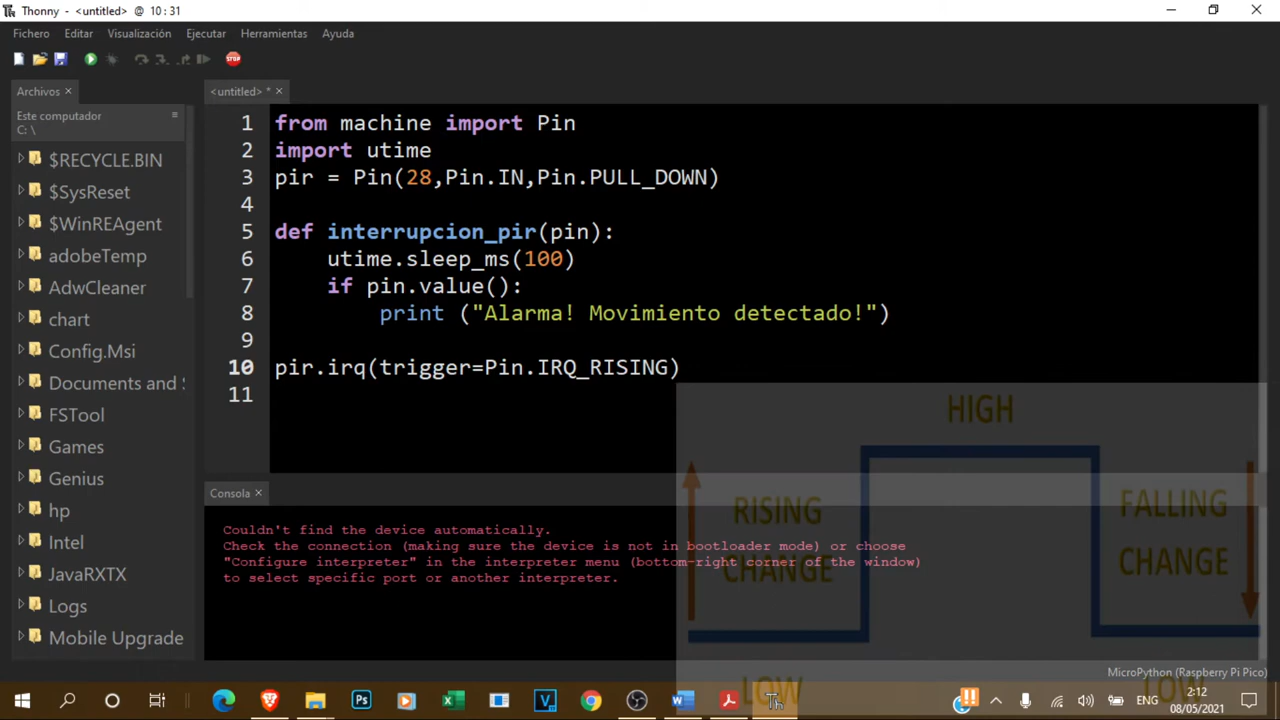 Thonny - <untitled> @ 10 : 31
Fichero Editar Visualización Ejecutar Herramientas Ayuda
STOP
Archivos
<untitled> *
Este computador
C: \
$RECYCLE.BIN
$SysReset
$WinREAgent
adobeTemp
AdwCleaner
chart
Config.Msi
Documents and S
FSTool
Games
Genius
hp
Intel
JavaRXTX
Logs
Mobile Upgrade
1 from machine import Pin
2 import utime
3 pir = Pin(28,Pin.IN,Pin.PULL_DOWN)
4
5 def interrupcion_pir(pin):
6 utime.sleep_ms(100)
7 if pin.value():
8 print ("Alarma! Movimiento detectado!")
9
10 pir.irq(trigger=Pin.IRQ_RISING)
11
Consola
Couldn't find the device automatically.
Check the connection (making sure the device is not in bootloader mode) or choose
"Configure interpreter" in the interpreter menu (bottom-right corner of the window)
to select specific port or another interpreter.
HIGH
RISING
CHANGE
FALLING
CHANGE
LOW
LOW
MicroPython (Raspberry Pi Pico)
ENG
2:12
08/05/2021